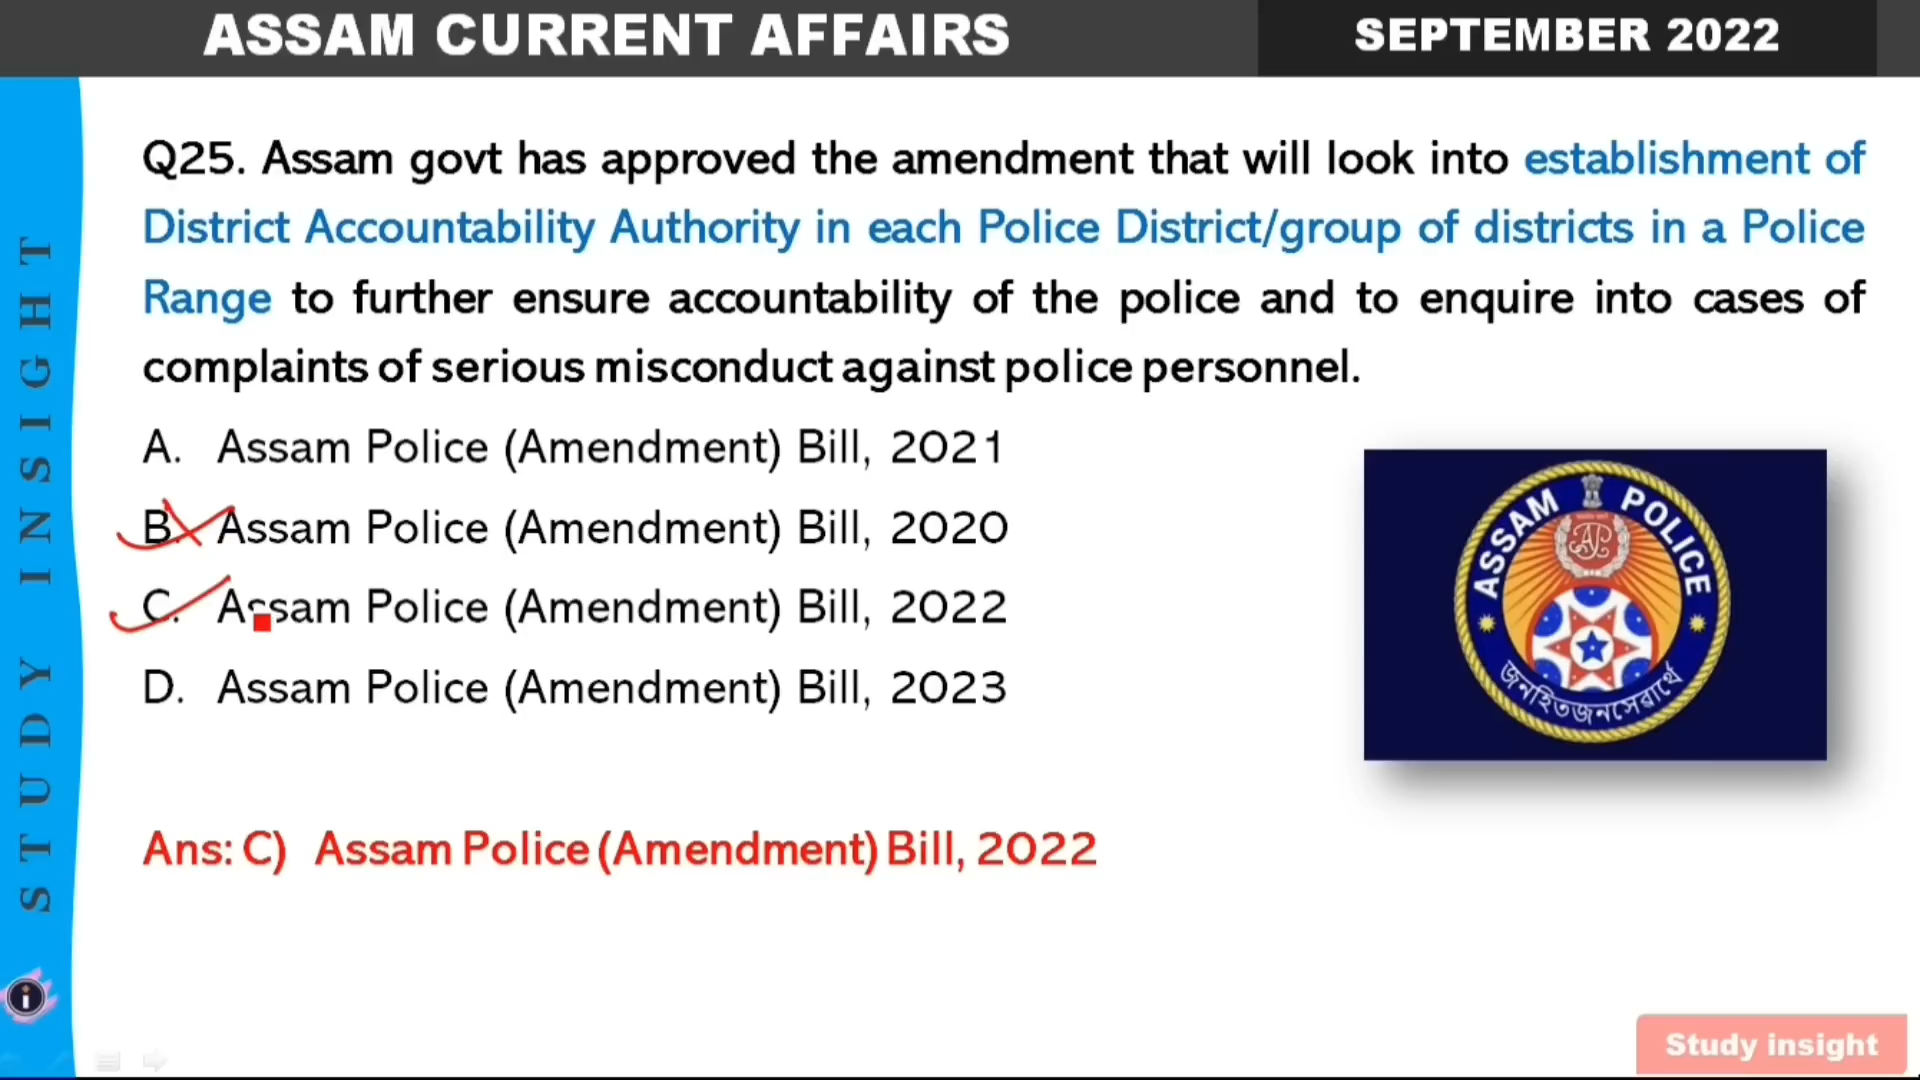 ASSAM CURRENT AFFAIRS
SEPTEMBER 2022
STUDY INSIGHT
Q25. Assam govt has approved the amendment that will look into establishment of
District Accountability Authority in each Police District/group of districts in a Police
Range to further ensure accountability of the police and to enquire into cases of
complaints of serious misconduct against police personnel.
A. Assam Police (Amendment) Bill, 2021
B. Assam Police (Amendment) Bill, 2020
C. Assam Police (Amendment) Bill, 2022
D. Assam Police (Amendment) Bill, 2023
ASSAM POLICE
AP
জনহিতজনসেৱাৰ্থে
Ans: C) Assam Police (Amendment) Bill, 2022
i
Study insight